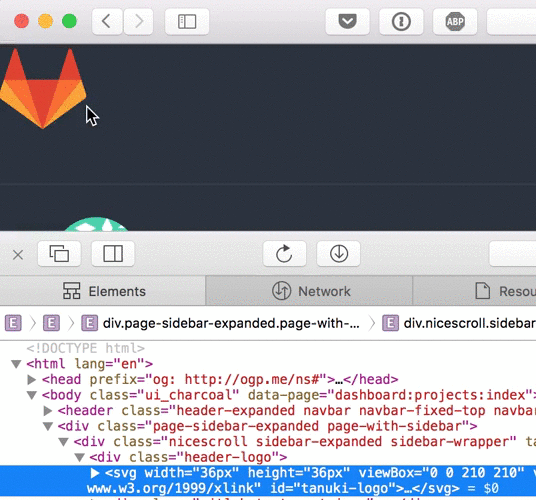 ABP
Elements
Network
Resou
E
E
E div.page-sidebar-expanded.page-with-…
E div.nicescroll.sidebar
<!DOCTYPE html>
<html lang="en">
<head prefix="og: http://ogp.me/ns#">…</head>
<body class="ui_charcoal" data-page="dashboard:projects:index"
<header class="header-expanded navbar navbar-fixed-top navba
<div class="page-sidebar-expanded page-with-sidebar">
<div class="nicescroll sidebar-expanded sidebar-wrapper" ta
<div class="header-logo">
<svg width="36px" height="36px" viewBox="0 0 210 210"
www.w3.org/1999/xlink" id="tanuki-logo">…</svg> = $0